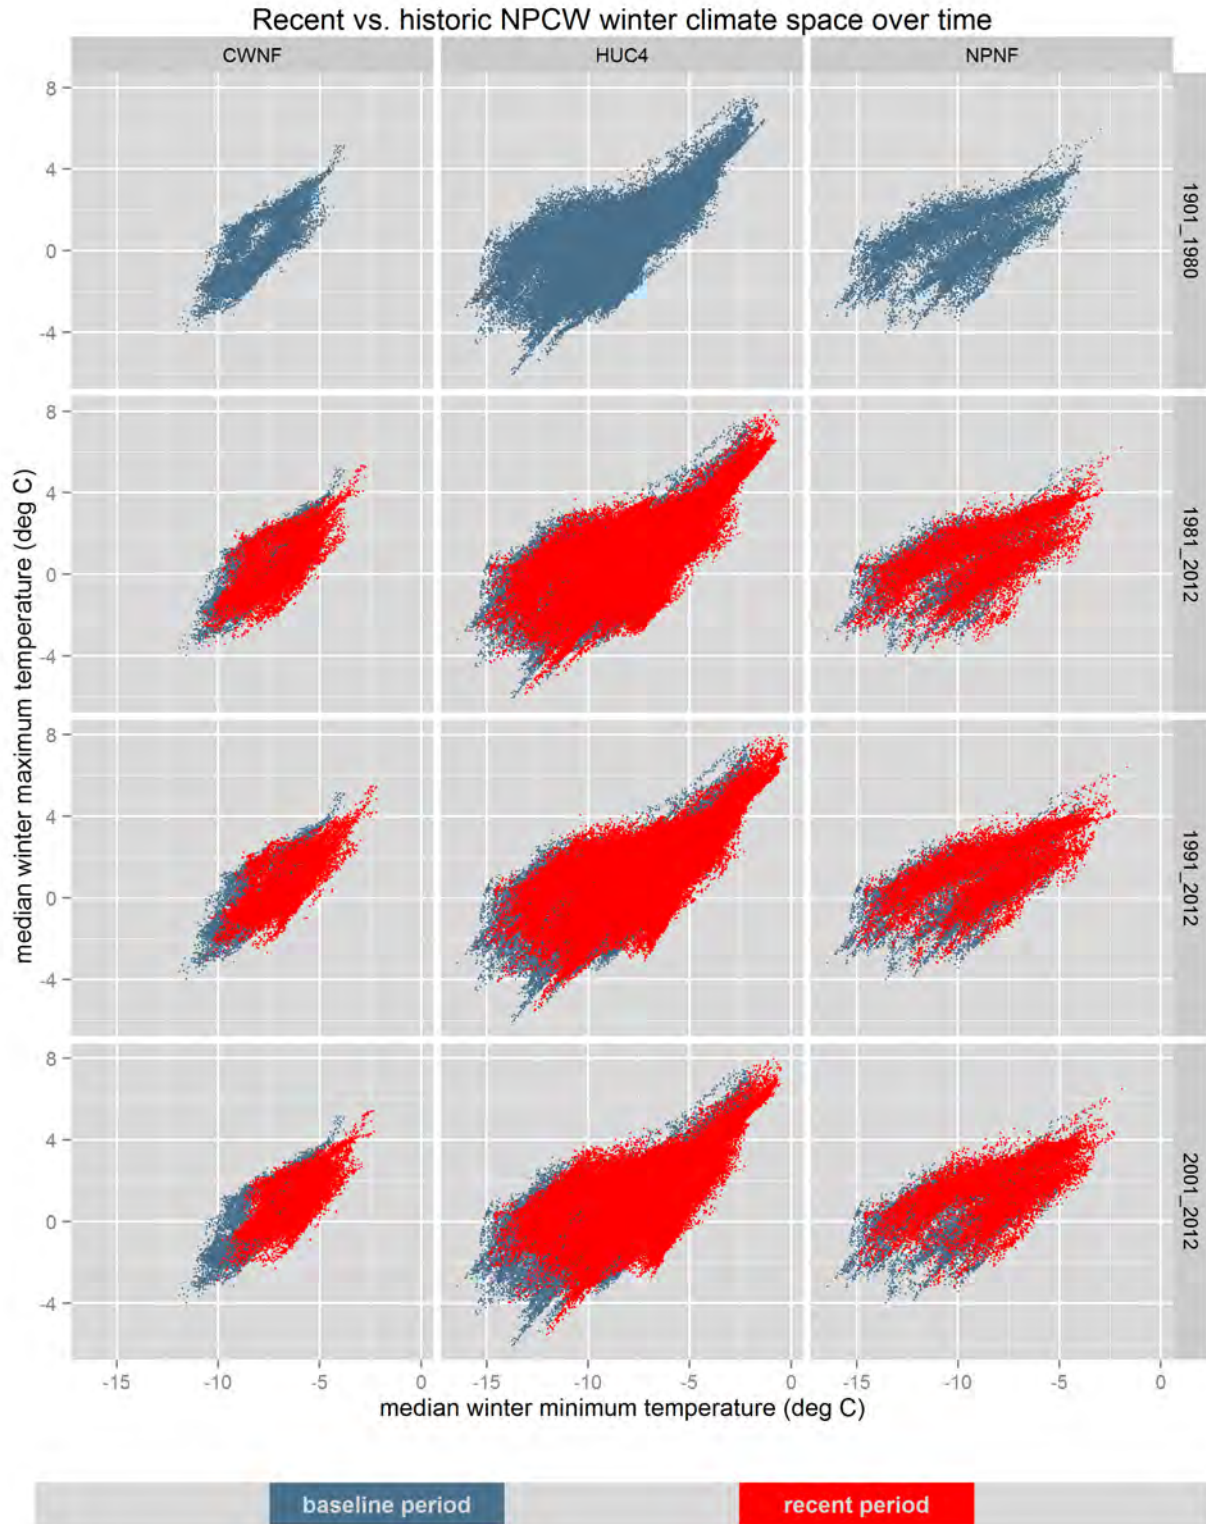 Recent vs. historic NPCW winter climate space over time
CWNF
HUC4
NPNF
8
4
0
-4
1901_1980
8
4
0
-4
1981_2012
8
4
0
-4
1991_2012
8
4
0
-4
2001_2012
median winter maximum temperature (deg C)
-15 -10 -5 0
-15 -10 -5 0
-15 -10 -5 0
median winter minimum temperature (deg C)
baseline period
recent period